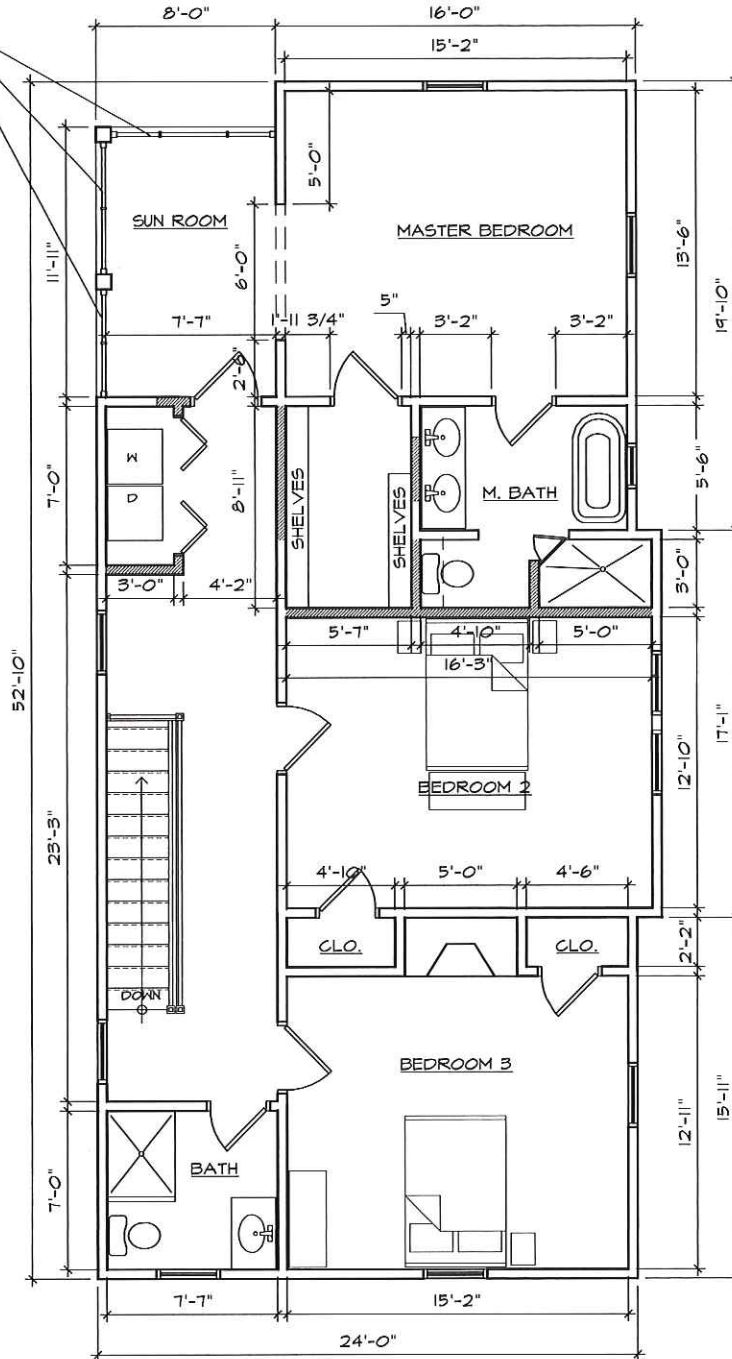 8'-0"
16'-0"
15'-2"
SUN ROOM
5'-0"
MASTER BEDROOM
13'-6"
19'-10"
11'-11"
6'-0"
7'-7"
1'-11 3/4"
5"
3'-2"
3'-2"
2'-6"
W
D
7'-0"
8'-11"
SHELVES
SHELVES
M. BATH
5'-6"
3'-0"
3'-0"
4'-2"
5'-7"
4'-10"
5'-0"
16'-3"
52'-10"
17'-1"
12'-10"
BEDROOM 2
23'-3"
4'-10"
5'-0"
4'-6"
CLO.
CLO.
2'-2"
DOWN
BEDROOM 3
12'-11"
15'-11"
BATH
7'-0"
7'-7"
15'-2"
24'-0"